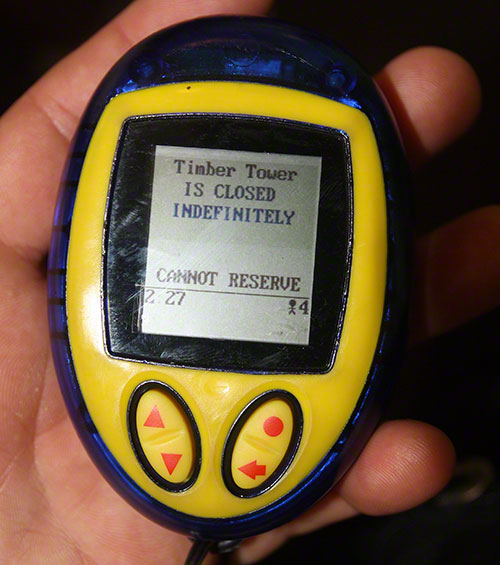 Timber Tower
IS CLOSED
INDEFINITELY
CANNOT RESERVE
2 27 4